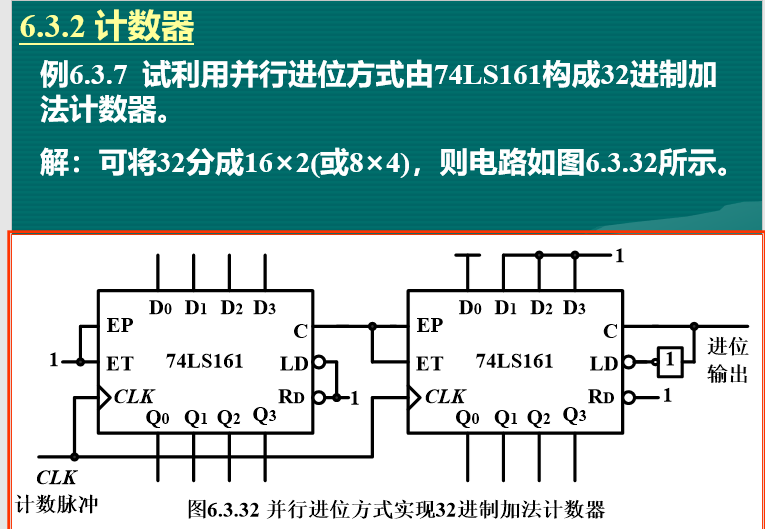 6.3.2 计数器
例6.3.7 试利用并行进位方式由74LS161构成32进制加
法计数器。
解：可将32分成16×2(或8×4)，则电路如图6.3.32所示。
1
D0 D1 D2 D3
D0 D1 D2 D3
EP
C
EP
C
进位
1
ET
74LS161
LD
ET
74LS161
LD
1
输出
CLK
RD
1
CLK
RD
1
Q0 Q1 Q2 Q3
Q0 Q1 Q2 Q3
CLK
计数脉冲
图6.3.32 并行进位方式实现32进制加法计数器